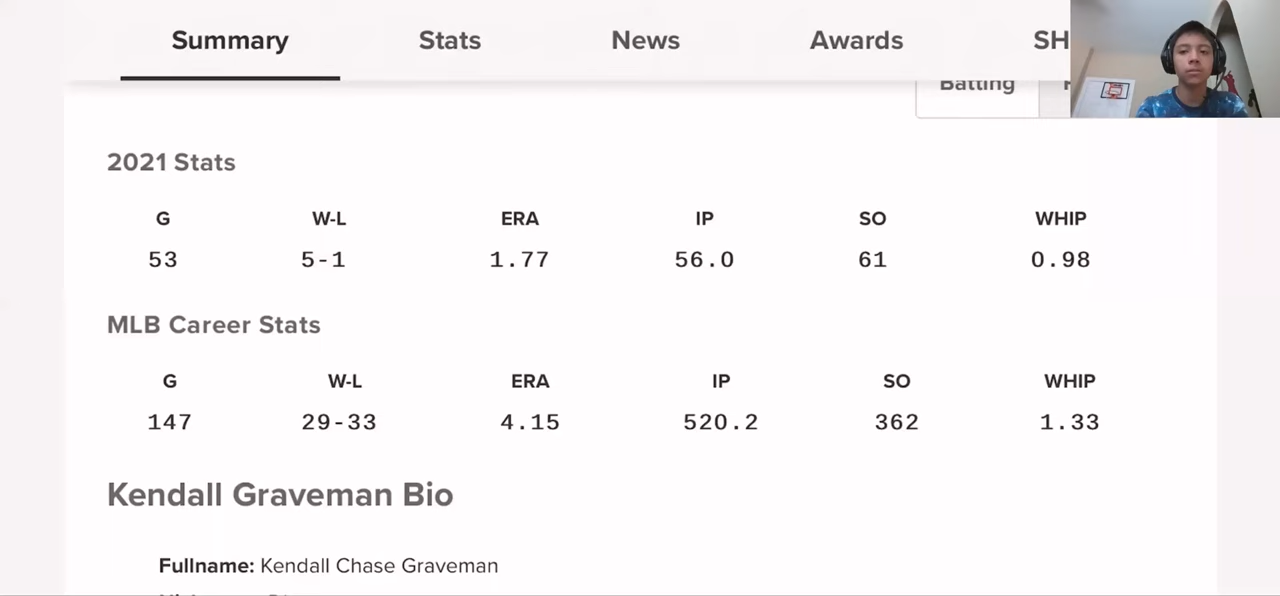 Summary Stats News Awards SH
Batting
2021 Stats
G W-L ERA IP SO WHIP
53 5-1 1.77 56.0 61 0.98
MLB Career Stats
G W-L ERA IP SO WHIP
147 29-33 4.15 520.2 362 1.33
Kendall Graveman Bio
Fullname: Kendall Chase Graveman